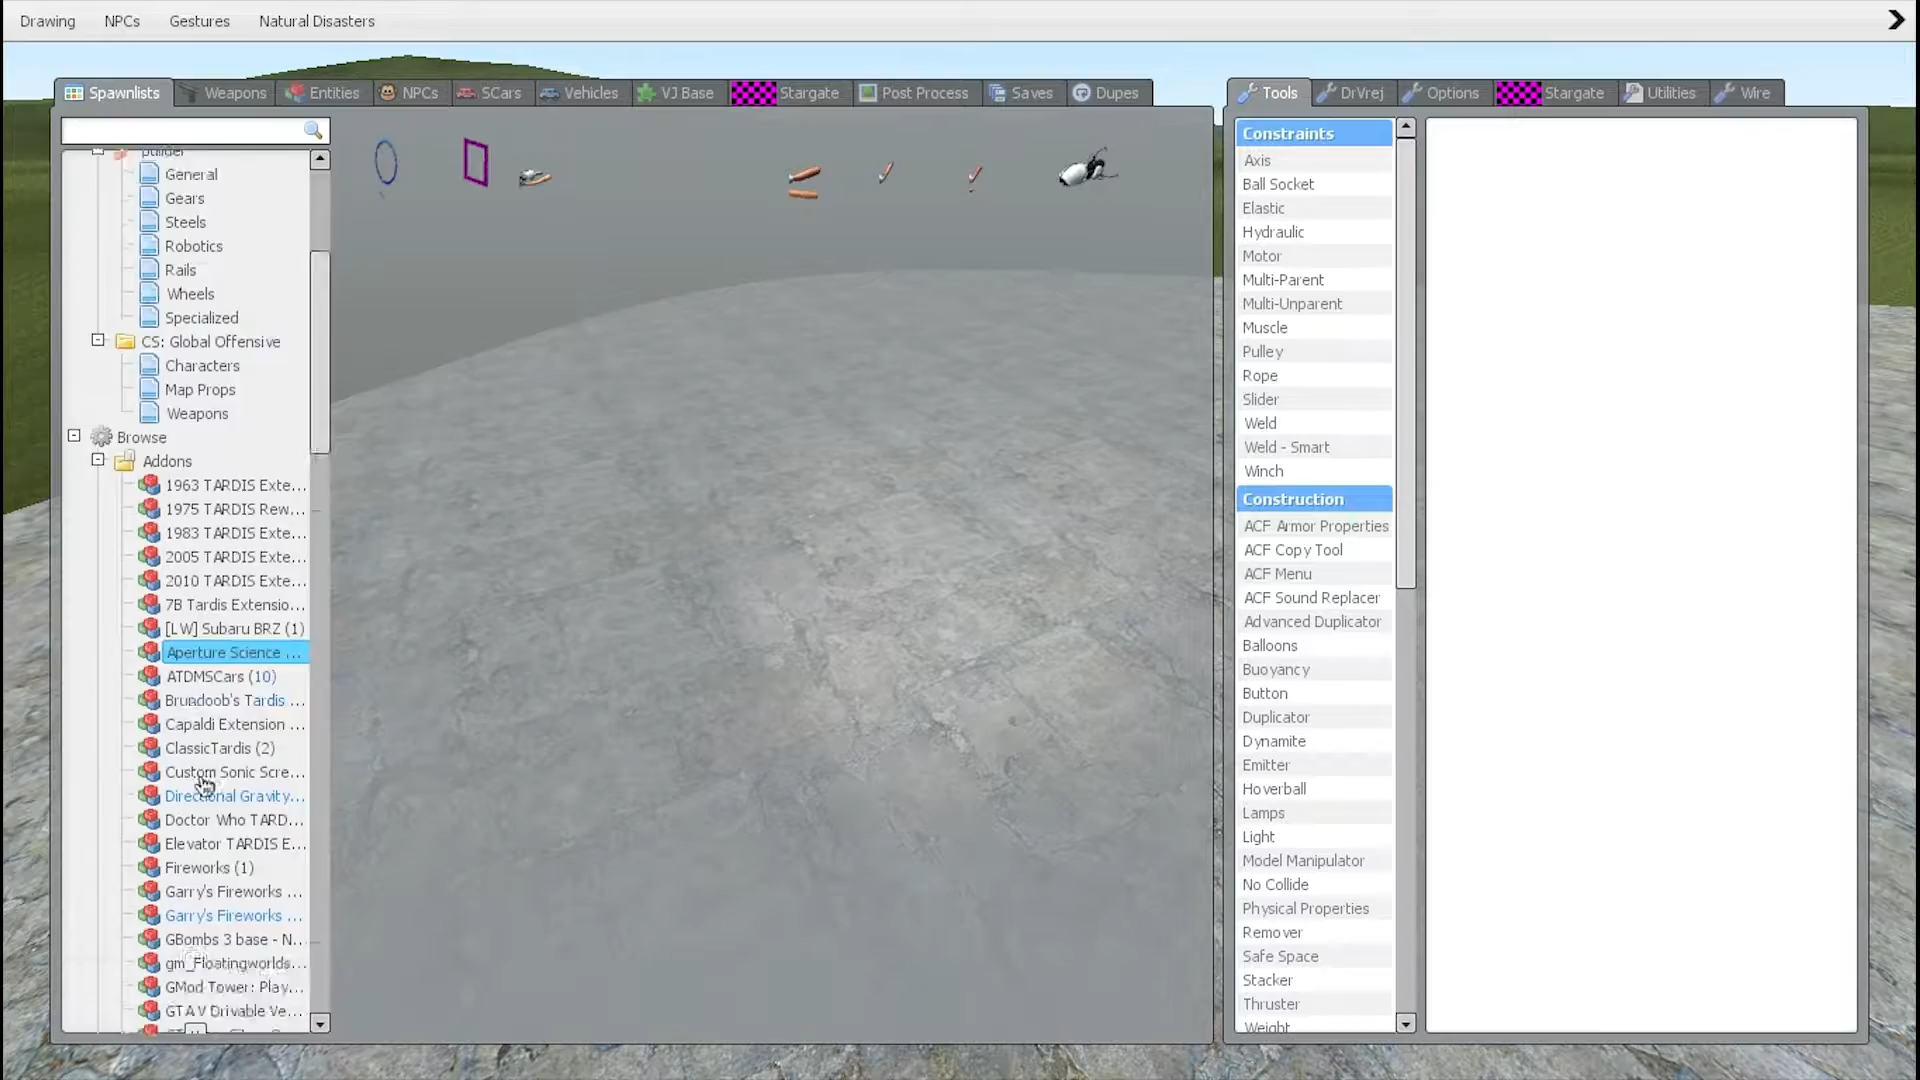 Drawing NPCs Gestures Natural Disasters
Spawnlists Weapons Entities NPCs SCars Vehicles VJ Base Stargate Post Process Saves Dupes
Tools DrVrej Options Stargate Utilities Wire
builder
General
Gears
Steels
Robotics
Rails
Wheels
Specialized
CS: Global Offensive
Characters
Map Props
Weapons
Browse
Addons
1963 TARDIS Exte...
1975 TARDIS Rew...
1983 TARDIS Exte...
2005 TARDIS Exte...
2010 TARDIS Exte...
7B Tardis Extensio...
[LW] Subaru BRZ (1)
Aperture Science ...
ATDMSCars (10)
Brundoob's Tardis ...
Capaldi Extension ...
ClassicTardis (2)
Custom Sonic Scre...
Directional Gravity...
Doctor Who TARD...
Elevator TARDIS E...
Fireworks (1)
Garry's Fireworks ...
Garry's Fireworks ...
GBombs 3 base - N...
gm_Floatingworlds...
GMod Tower: Play...
GTA V Drivable Ve...
Constraints
Axis
Ball Socket
Elastic
Hydraulic
Motor
Multi-Parent
Multi-Unparent
Muscle
Pulley
Rope
Slider
Weld
Weld - Smart
Winch
Construction
ACF Armor Properties
ACF Copy Tool
ACF Menu
ACF Sound Replacer
Advanced Duplicator
Balloons
Buoyancy
Button
Duplicator
Dynamite
Emitter
Hoverball
Lamps
Light
Model Manipulator
No Collide
Physical Properties
Remover
Safe Space
Stacker
Thruster
Weight